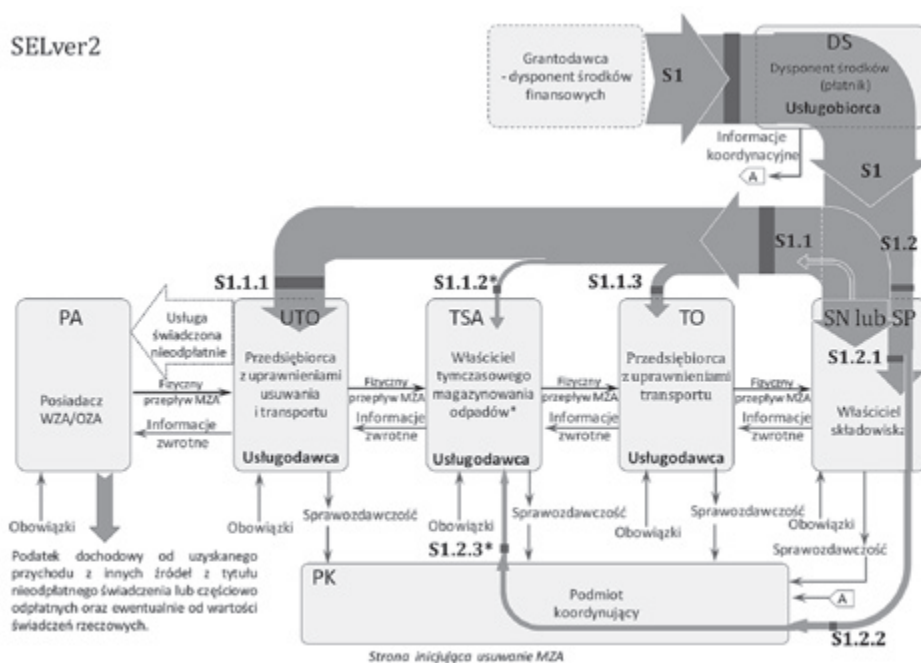 SELver2
Grantodawca
- dysponent środków
finansowych
S1
DS
Dysponent środków
(płatnik)
Usługobiorca
Informacje
koordynacyjne
A
S1
S1.1
S1.2
S1.1.1
S1.1.2*
S1.1.3
PA
Posiadacz
WZA/OZA
Usługa
świadczona
nieodpłatnie
Fizyczny
przepływ MZA
Informacje
zwrotne
UTO
Przedsiębiorca
z uprawnieniami
usuwania
i transportu
Usługodawca
Fizyczny
przepływ MZA
Informacje
zwrotne
TSA
Właściciel
tymczasowego
magazynowania
odpadów*
Usługodawca
Fizyczny
przepływ MZA
Informacje
zwrotne
TO
Przedsiębiorca
z uprawnieniami
transportu
Usługodawca
Fizyczny
przepływ MZA
Informacje
zwrotne
SN lub SP
S1.2.1
Właściciel
składowiska
Obowiązki
Obowiązki
Sprawozdawczość
Obowiązki
Sprawozdawczość
Obowiązki
Sprawozdawczość
Obowiązki
Sprawozdawczość
S1.2.3*
Podatek dochodowy od uzyskanego
przychodu z innych źródeł z tytułu
nieodpłatnego świadczenia lub częściowo
odpłatnych oraz ewentualnie od wartości
świadczeń rzeczowych.
PK
Podmiot
koordynujący
A
S1.2.2
Strona inicjująca usuwanie MZA